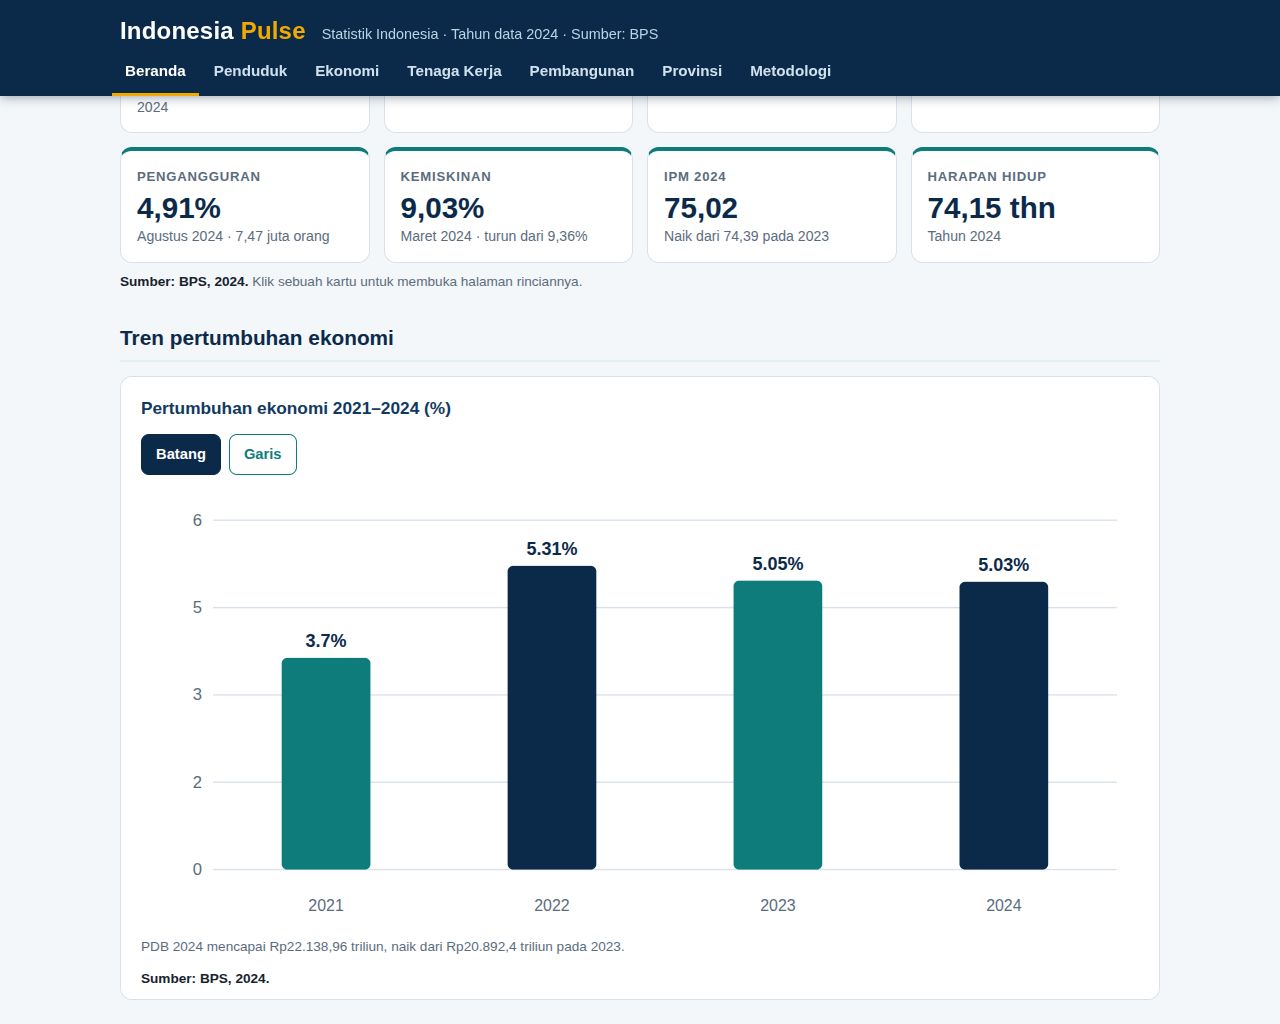 Indonesia Pulse Statistik Indonesia · Tahun data 2024 · Sumber: BPS
Beranda Penduduk Ekonomi Tenaga Kerja Pembangunan Provinsi Metodologi
2024
PENGANGGURAN
4,91%
Agustus 2024 · 7,47 juta orang
KEMISKINAN
9,03%
Maret 2024 · turun dari 9,36%
IPM 2024
75,02
Naik dari 74,39 pada 2023
HARAPAN HIDUP
74,15 thn
Tahun 2024
Sumber: BPS, 2024. Klik sebuah kartu untuk membuka halaman rinciannya.
Tren pertumbuhan ekonomi
Pertumbuhan ekonomi 2021–2024 (%)
Batang Garis
6
5
3
2
0
3.7%
5.31%
5.05%
5.03%
2021 2022 2023 2024
PDB 2024 mencapai Rp22.138,96 triliun, naik dari Rp20.892,4 triliun pada 2023.
Sumber: BPS, 2024.